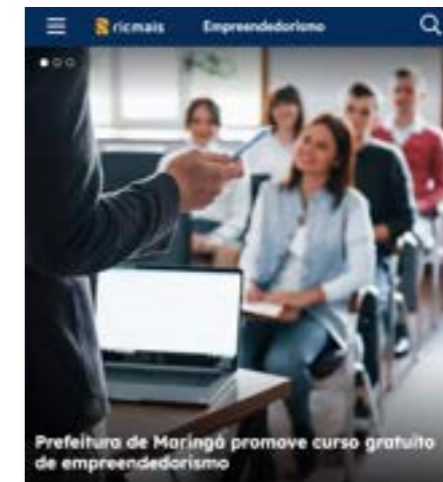 ricmais Empreendedorismo
Prefeitura de Maringá promove curso gratuito
de empreendedorismo